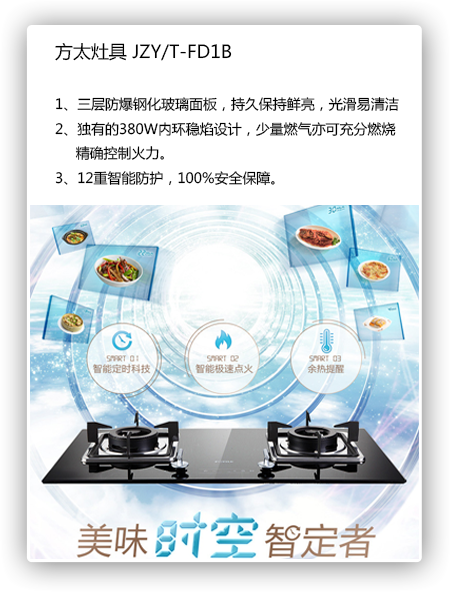 方太灶具 JZY/T-FD1B
1、三层防爆钢化玻璃面板，持久保持鲜亮，光滑易清洁
2、独有的380W内环稳焰设计，少量燃气亦可充分燃烧
精确控制火力。
3、12重智能防护，100%安全保障。
30min
SMART 01
智能定时科技
SMART 02
智能极速点火
SMART 03
余热提醒
美味时空智定者